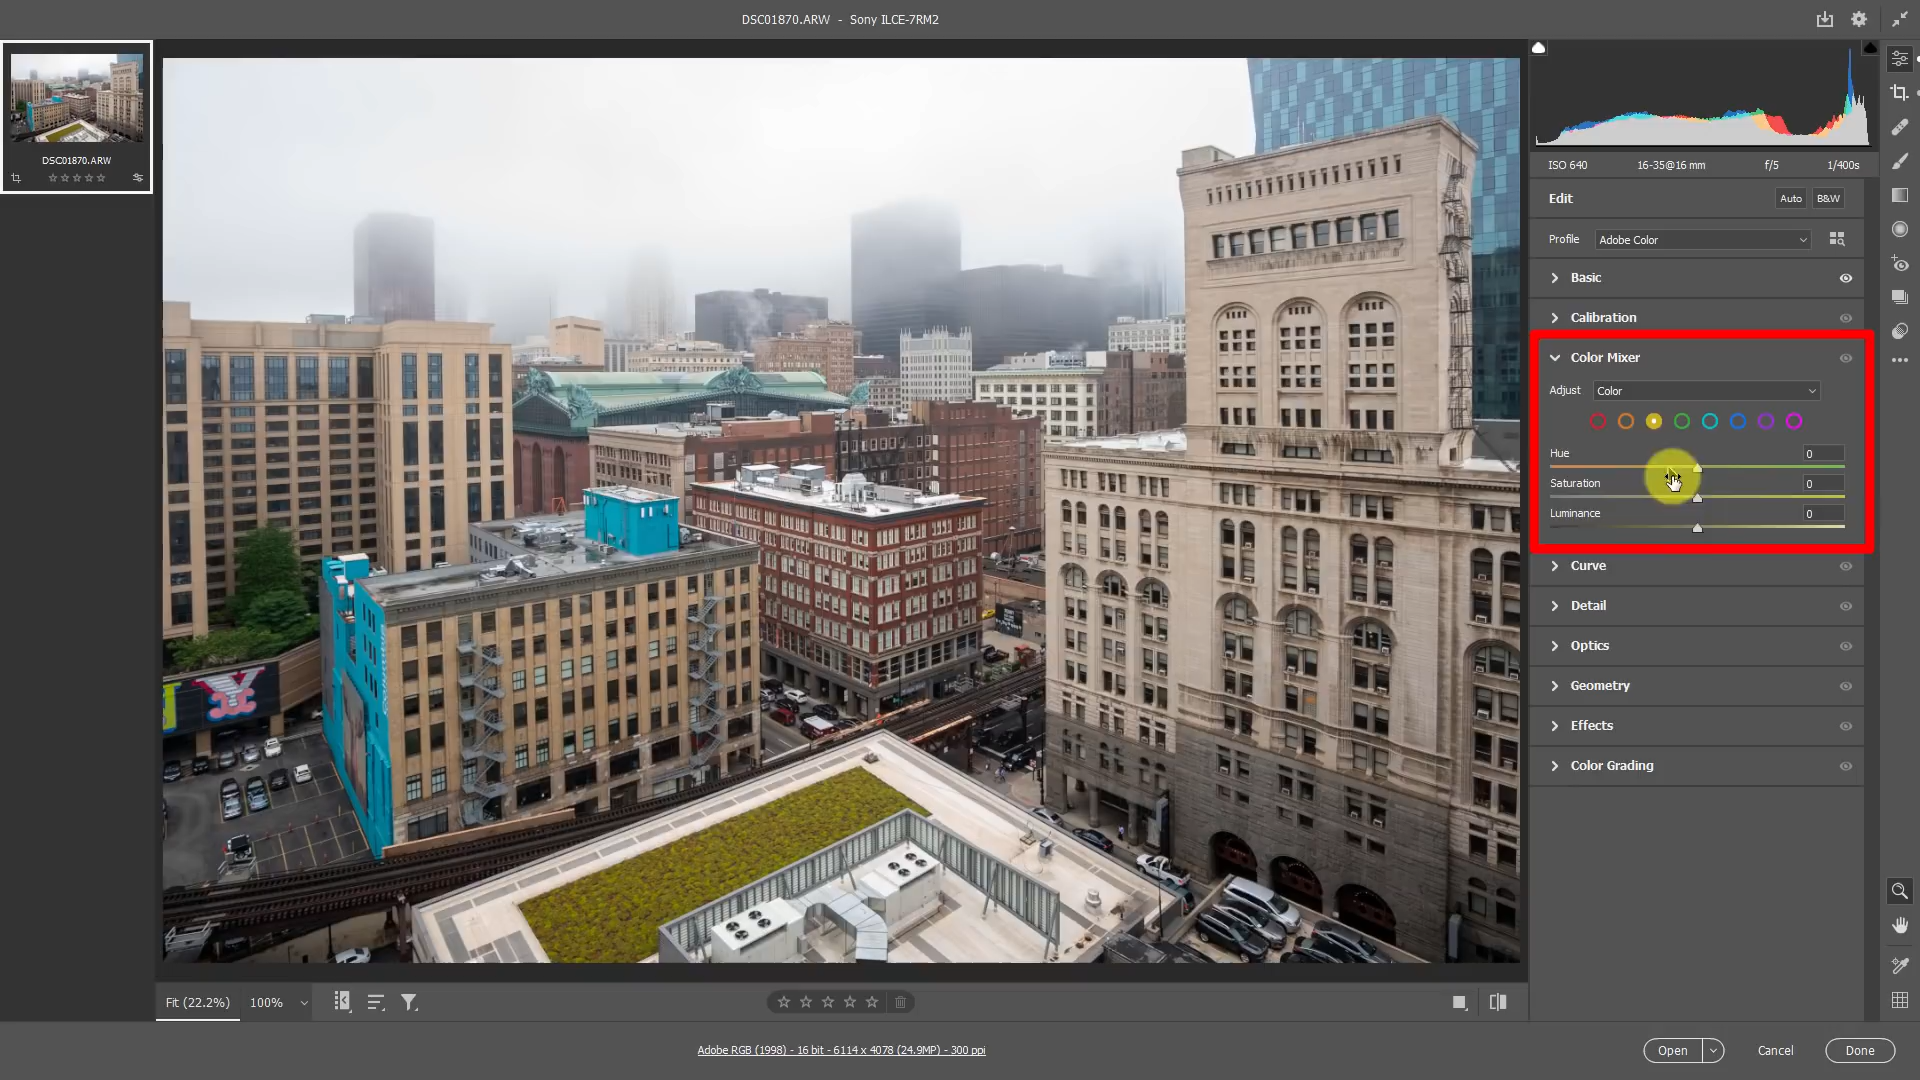 DSC01870.ARW - Sony ILCE-7RM2
DSC01870.ARW
ISO 640 16-35@16 mm f/5 1/400s
Edit Auto B&W
Profile Adobe Color
Basic
Calibration
Color Mixer
Adjust Color
Hue 0
Saturation 0
Luminance 0
Curve
Detail
Optics
Geometry
Effects
Color Grading
Fit (22.2%) 100%
Adobe RGB (1998) - 16 bit - 6114 x 4078 (24.9MP) - 300 ppi
Open Cancel Done